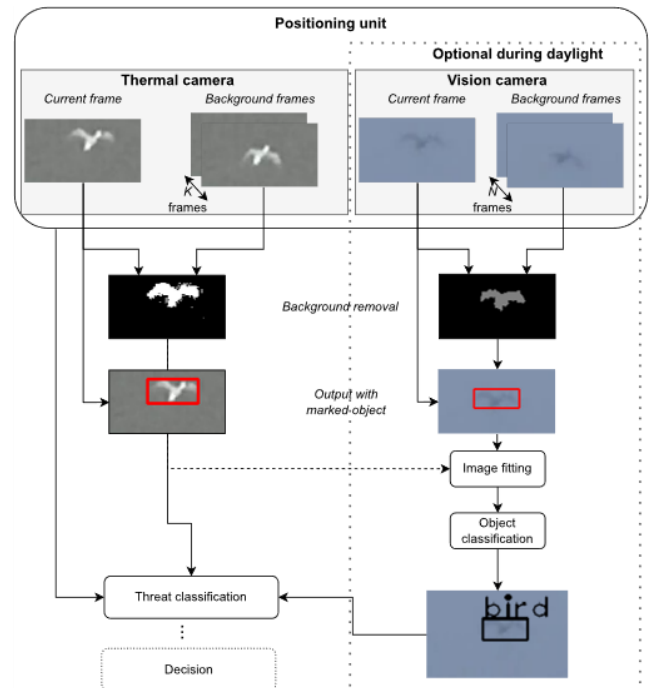 Positioning unit
Optional during daylight
Thermal camera
Vision camera
Current frame
Background frames
Current frame
Background frames
K
frames
N
frames
Background removal
Output with
marked object
Image fitting
Object
classification
bird
Threat classification
Decision